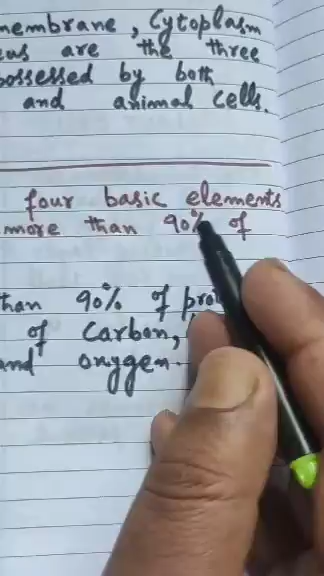 membrane, Cytoplasm
are the three
possessed by both
and animal cells.
four basic elements
more than 90% of
than 90% of
of Carbon,
and oxygen.